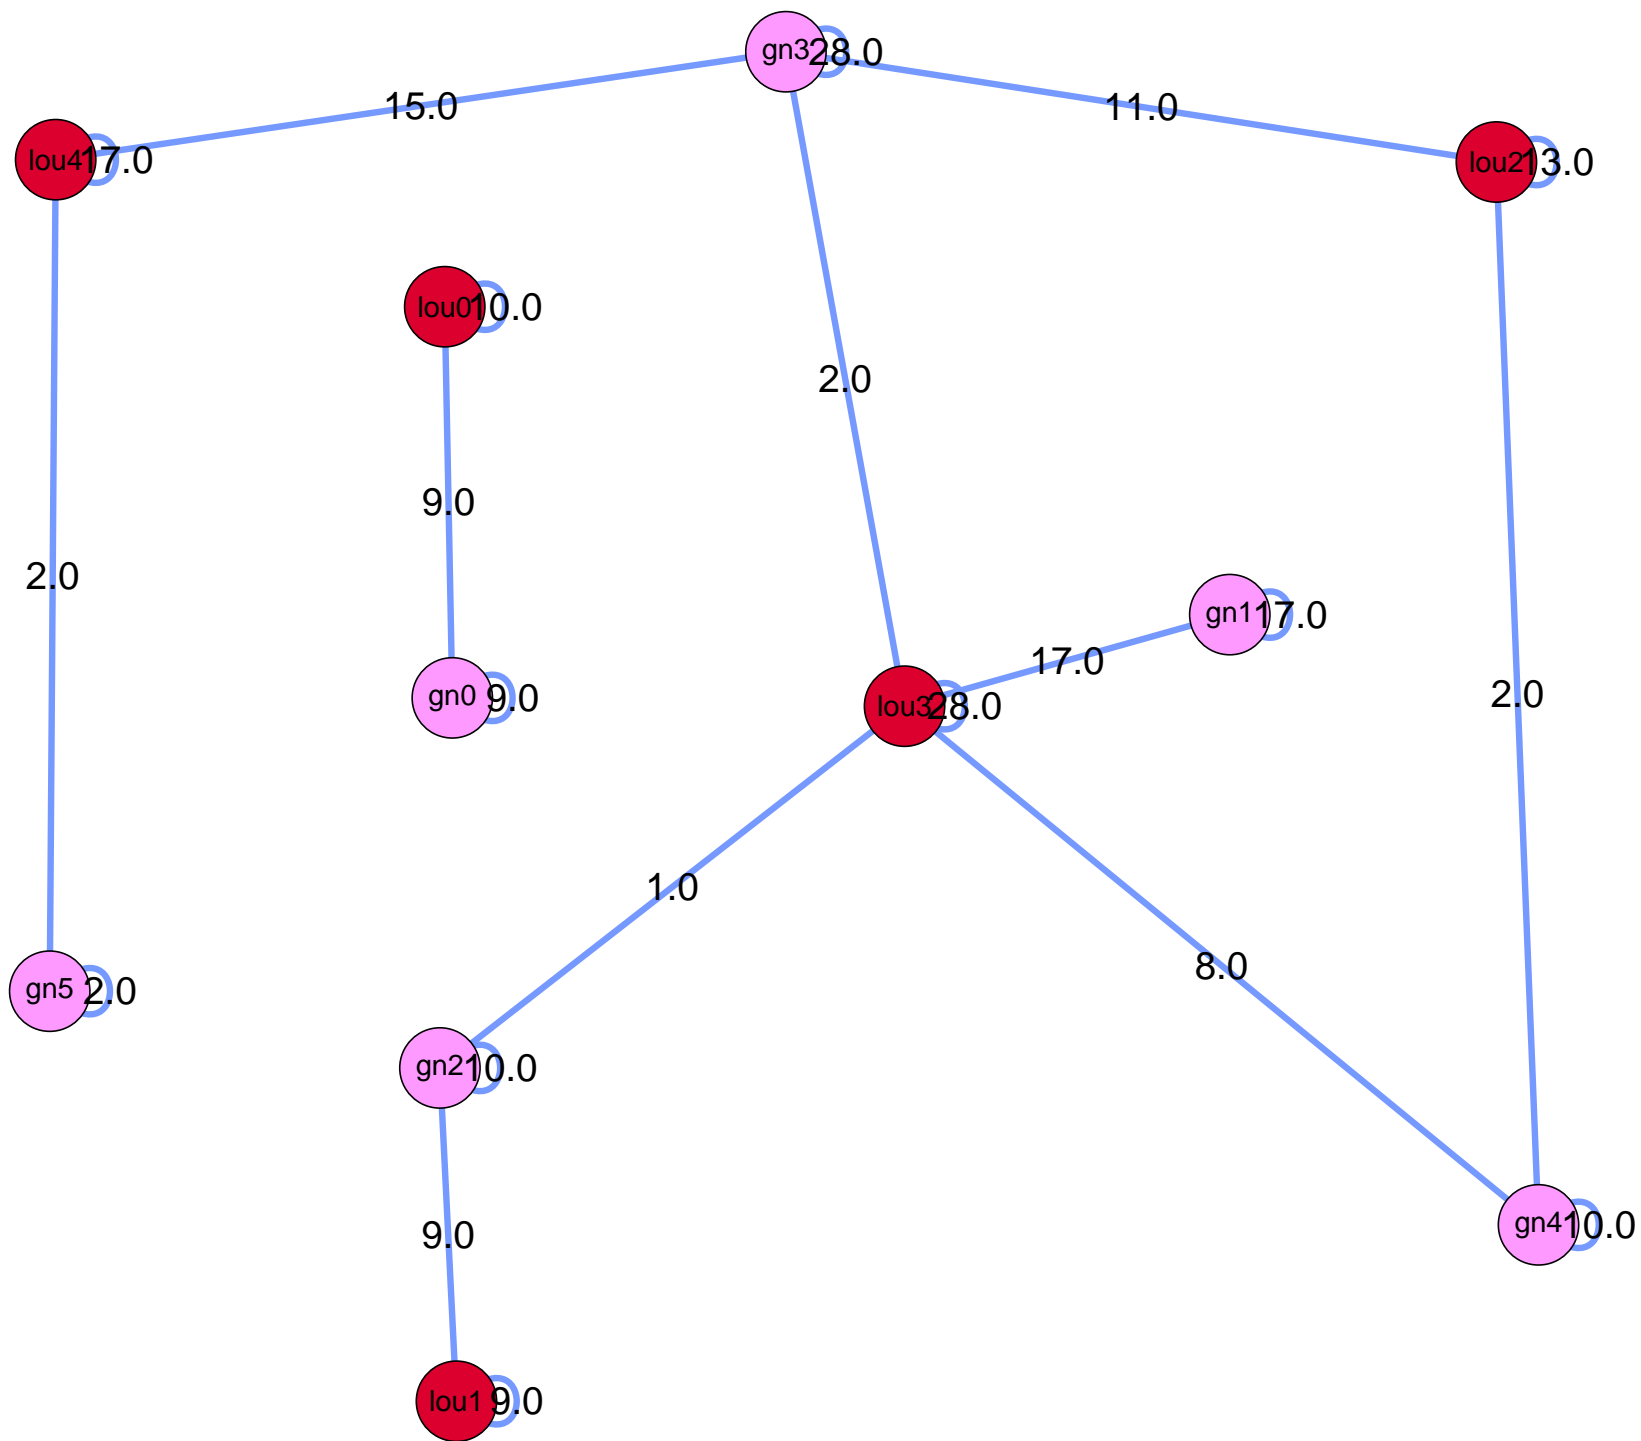 gn3 28.0
15.0
11.0
lou4 17.0
lou2 13.0
lou0 10.0
2.0
9.0
2.0
gn1 17.0
17.0
2.0
gn0 9.0
lou3 28.0
1.0
8.0
gn5 2.0
gn2 10.0
gn4 10.0
9.0
lou1 9.0